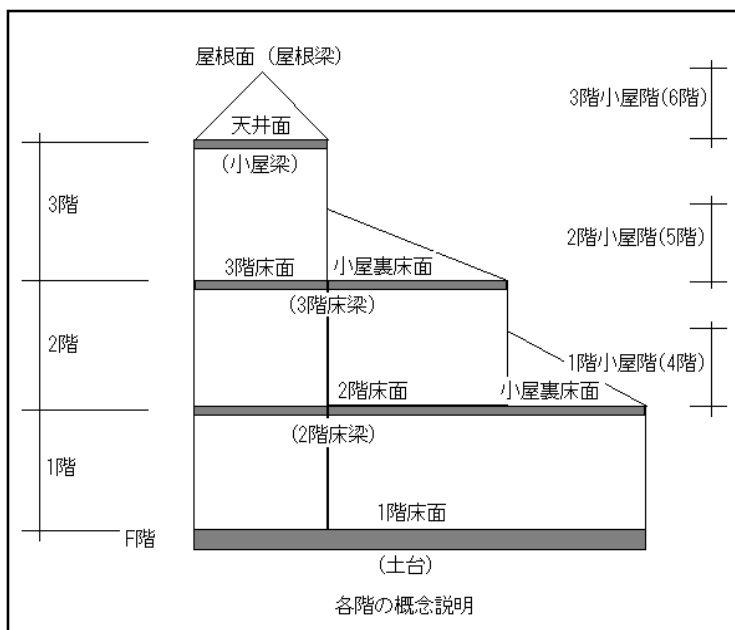 屋根面（屋根梁）
3階小屋階(6階)
天井面
(小屋梁)
3階
2階小屋階(5階)
3階床面
小屋裏床面
(3階床梁)
2階
1階小屋階(4階)
2階床面
小屋裏床面
(2階床梁)
1階
1階床面
F階
(土台)
各階の概念説明